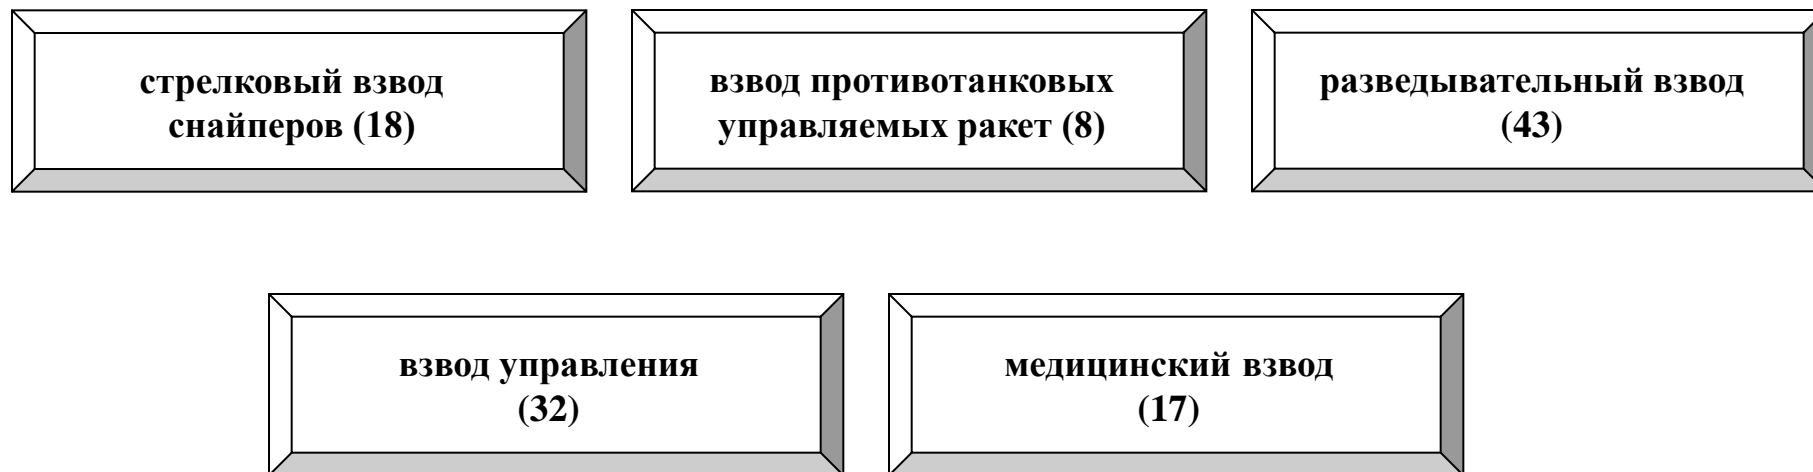 стрелковый взвод
снайперов (18)
взвод противотанковых
управляемых ракет (8)
разведывательный взвод
(43)
взвод управления
(32)
медицинский взвод
(17)